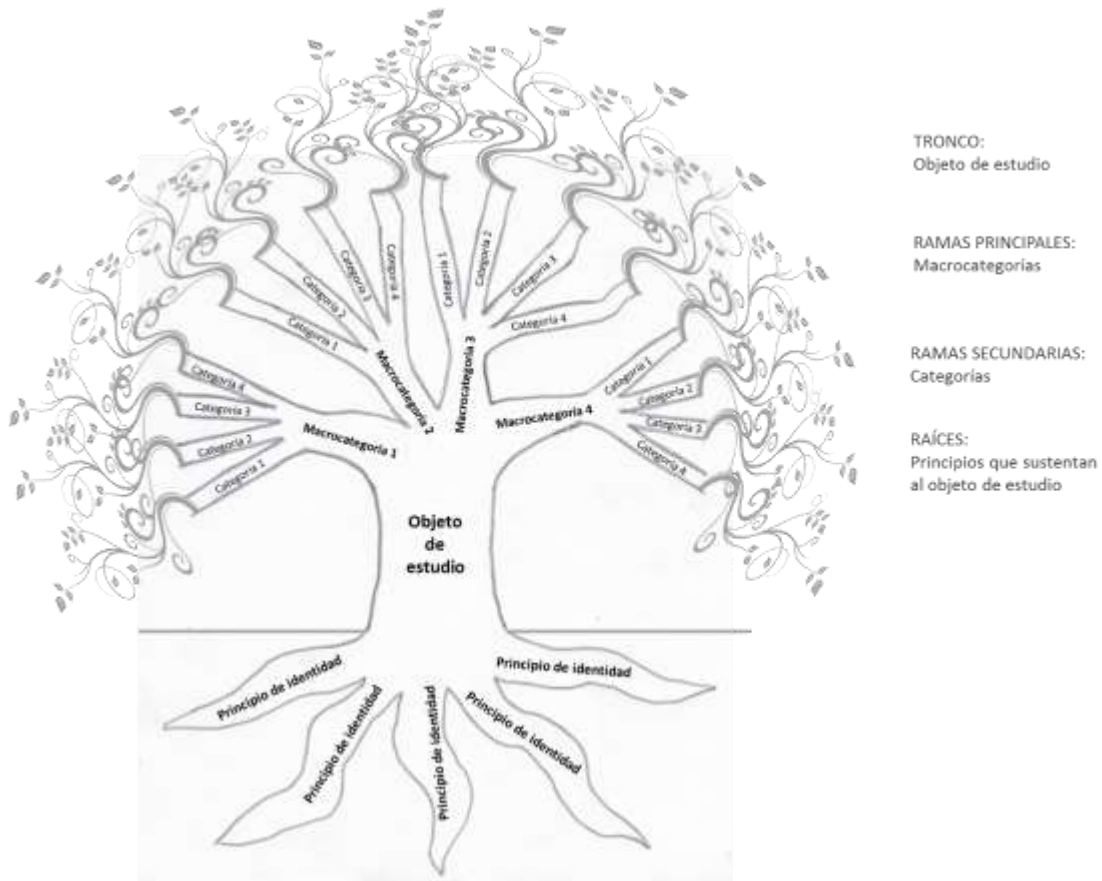 Categoría 1
Categoría 2
Categoría 3
Categoría 4
Macrocategoría 1
Categoría 1
Categoría 2
Categoría 3
Categoría 4
Macrocategoría 2
Categoría 1
Categoría 2
Categoría 3
Categoría 4
Macrocategoría 3
Categoría 1
Categoría 2
Categoría 3
Categoría 4
Macrocategoría 4
Objeto
de
estudio
Principio de identidad
Principio de identidad
Principio de identidad
Principio de identidad
Principio de identidad
TRONCO:
Objeto de estudio
RAMAS PRINCIPALES:
Macrocategorías
RAMAS SECUNDARIAS:
Categorías
RAÍCES:
Principios que sustentan
al objeto de estudio